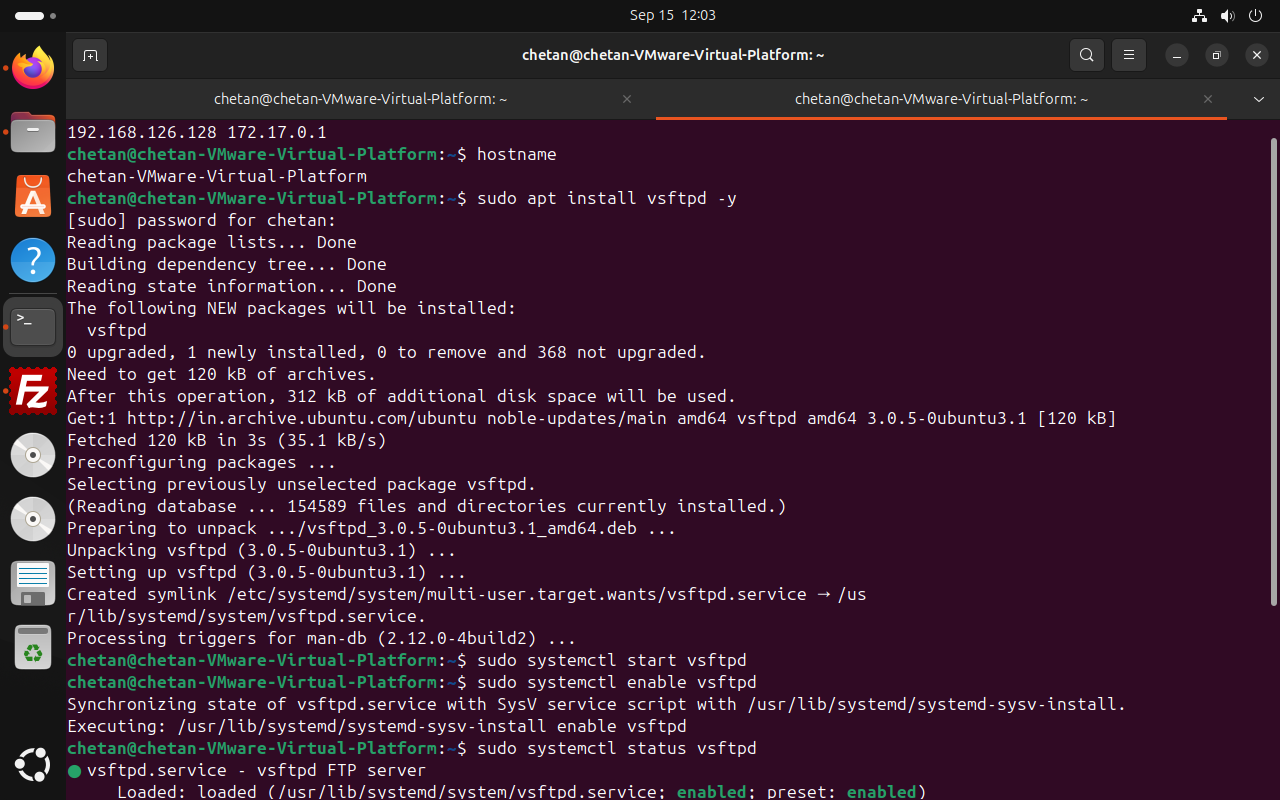 Sep 15 12:03
chetan@chetan-VMware-Virtual-Platform: ~
chetan@chetan-VMware-Virtual-Platform: ~
chetan@chetan-VMware-Virtual-Platform: ~
192.168.126.128 172.17.0.1
chetan@chetan-VMware-Virtual-Platform:~$ hostname
chetan-VMware-Virtual-Platform
chetan@chetan-VMware-Virtual-Platform:~$ sudo apt install vsftpd -y
[sudo] password for chetan:
Reading package lists... Done
Building dependency tree... Done
Reading state information... Done
The following NEW packages will be installed:
  vsftpd
0 upgraded, 1 newly installed, 0 to remove and 368 not upgraded.
Need to get 120 kB of archives.
After this operation, 312 kB of additional disk space will be used.
Get:1 http://in.archive.ubuntu.com/ubuntu noble-updates/main amd64 vsftpd amd64 3.0.5-0ubuntu3.1 [120 kB]
Fetched 120 kB in 3s (35.1 kB/s)
Preconfiguring packages ...
Selecting previously unselected package vsftpd.
(Reading database ... 154589 files and directories currently installed.)
Preparing to unpack .../vsftpd_3.0.5-0ubuntu3.1_amd64.deb ...
Unpacking vsftpd (3.0.5-0ubuntu3.1) ...
Setting up vsftpd (3.0.5-0ubuntu3.1) ...
Created symlink /etc/systemd/system/multi-user.target.wants/vsftpd.service → /us
r/lib/systemd/system/vsftpd.service.
Processing triggers for man-db (2.12.0-4build2) ...
chetan@chetan-VMware-Virtual-Platform:~$ sudo systemctl start vsftpd
chetan@chetan-VMware-Virtual-Platform:~$ sudo systemctl enable vsftpd
Synchronizing state of vsftpd.service with SysV service script with /usr/lib/systemd/systemd-sysv-install.
Executing: /usr/lib/systemd/systemd-sysv-install enable vsftpd
chetan@chetan-VMware-Virtual-Platform:~$ sudo systemctl status vsftpd
● vsftpd.service - vsftpd FTP server
     Loaded: loaded (/usr/lib/systemd/system/vsftpd.service; enabled; preset: enabled)